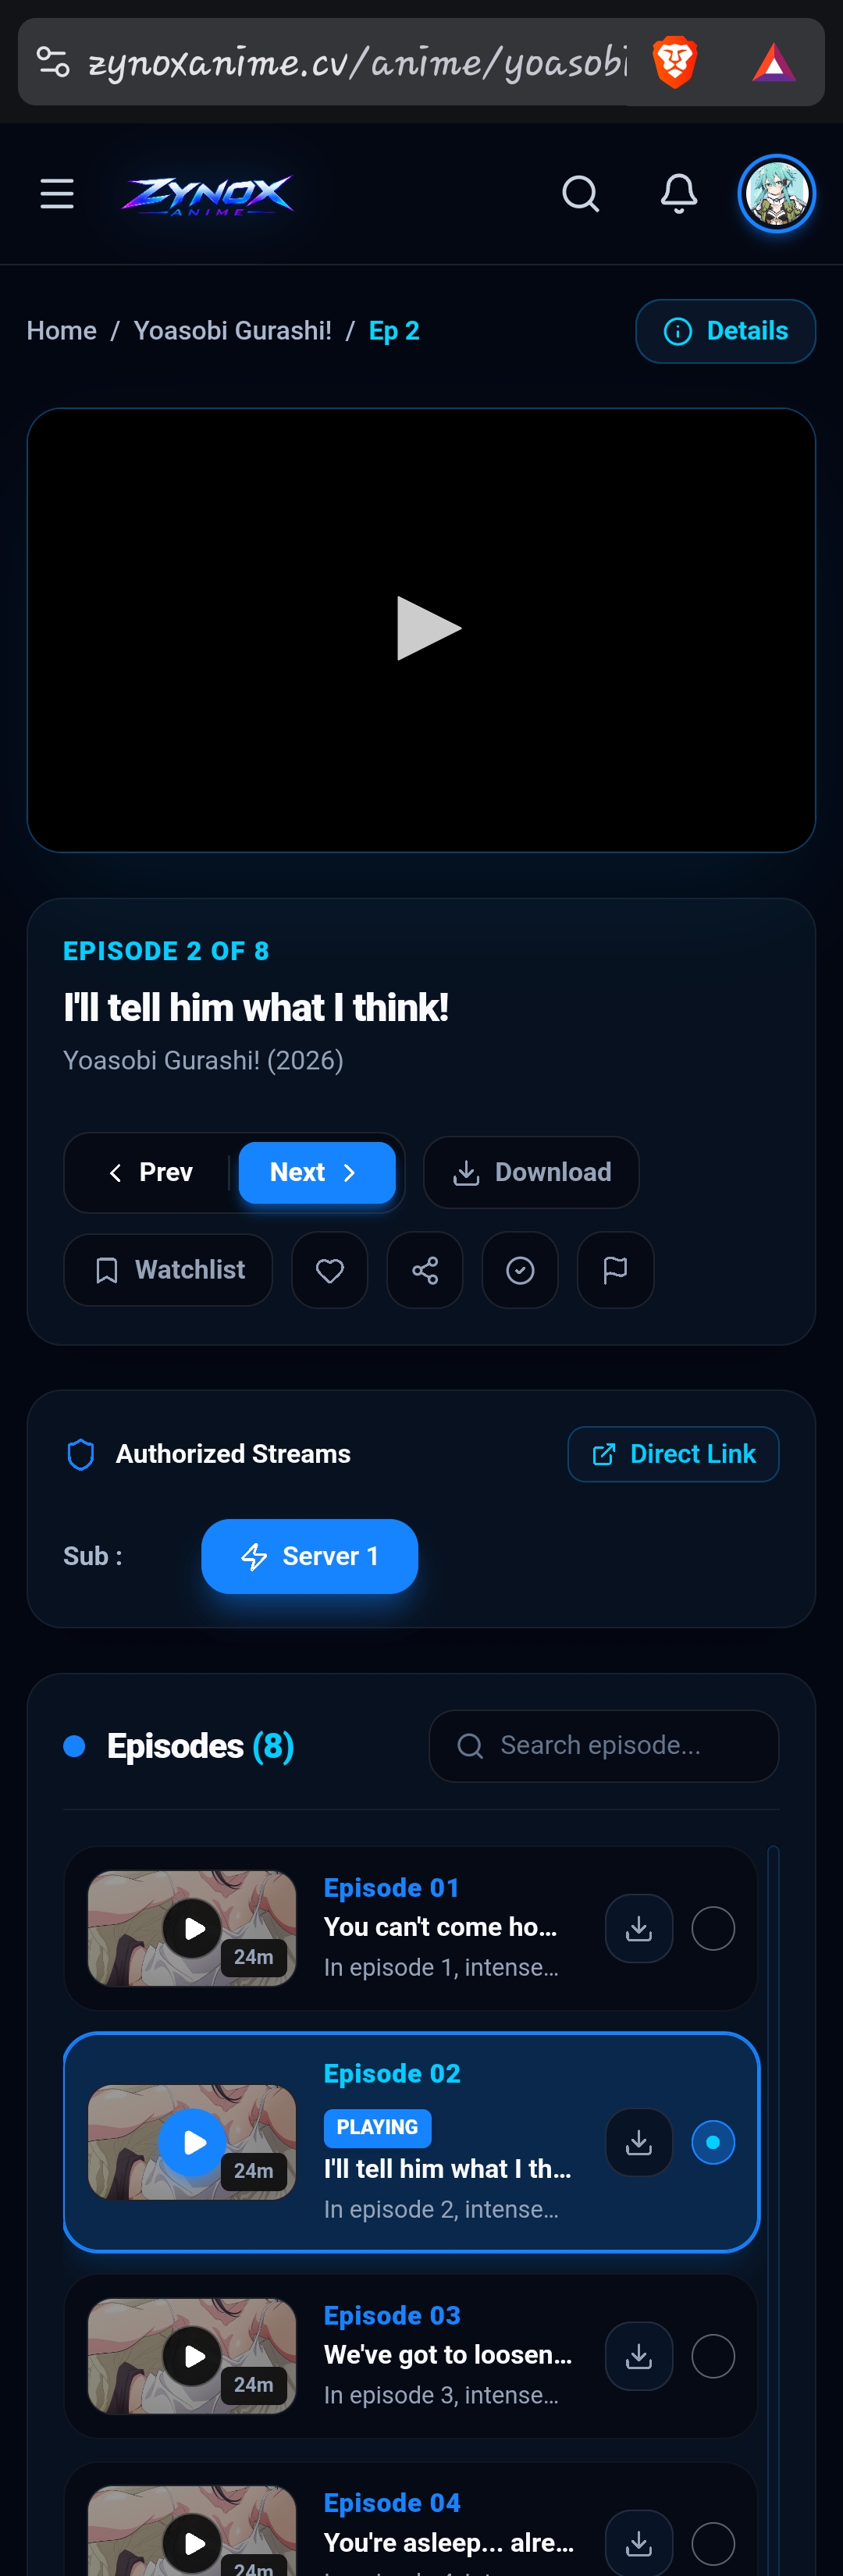 zynoxanime.cv/anime/yoasobi
ZYNOX
ANIME
Home / Yoasobi Gurashi! / Ep 2
Details
EPISODE 2 OF 8
I'll tell him what I think!
Yoasobi Gurashi! (2026)
Prev
Next
Download
Watchlist
Authorized Streams
Direct Link
Sub :
Server 1
Episodes (8)
Search episode...
Episode 01
You can't come ho...
In episode 1, intense...
24m
Episode 02
PLAYING
I'll tell him what I th...
In episode 2, intense...
24m
Episode 03
We've got to loosen...
In episode 3, intense...
24m
Episode 04
You're asleep... alre...
24m